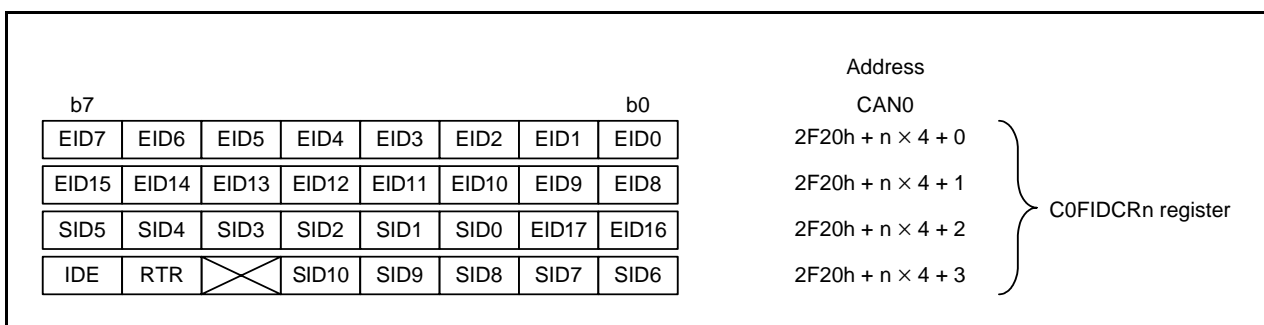 Address
b7 b0 CAN0
EID7 EID6 EID5 EID4 EID3 EID2 EID1 EID0 2F20h + n × 4 + 0
EID15 EID14 EID13 EID12 EID11 EID10 EID9 EID8 2F20h + n × 4 + 1
SID5 SID4 SID3 SID2 SID1 SID0 EID17 EID16 2F20h + n × 4 + 2
C0FIDCRn register
IDE RTR SID10 SID9 SID8 SID7 SID6 2F20h + n × 4 + 3